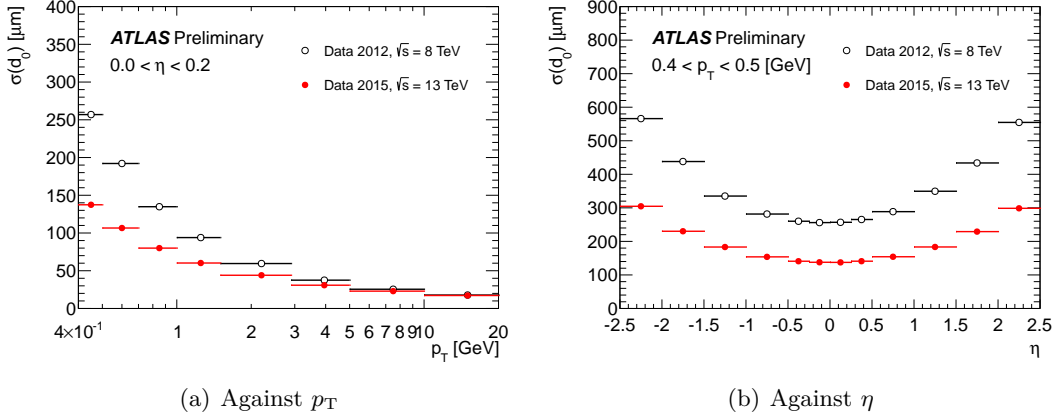 σ(d₀) [μm]
400
350
300
250
200
150
100
50
0
ATLAS Preliminary
0.0 < η < 0.2
Data 2012, √s = 8 TeV
Data 2015, √s = 13 TeV
4×10⁻¹ 1 2 3 4 5 6 7 8 9 10 20
p_T [GeV]
(a) Against p_T
σ(d₀) [μm]
900
800
700
600
500
400
300
200
100
0
ATLAS Preliminary
0.4 < p_T < 0.5 [GeV]
Data 2012, √s = 8 TeV
Data 2015, √s = 13 TeV
-2.5 -2 -1.5 -1 -0.5 0 0.5 1 1.5 2 2.5
η
(b) Against η